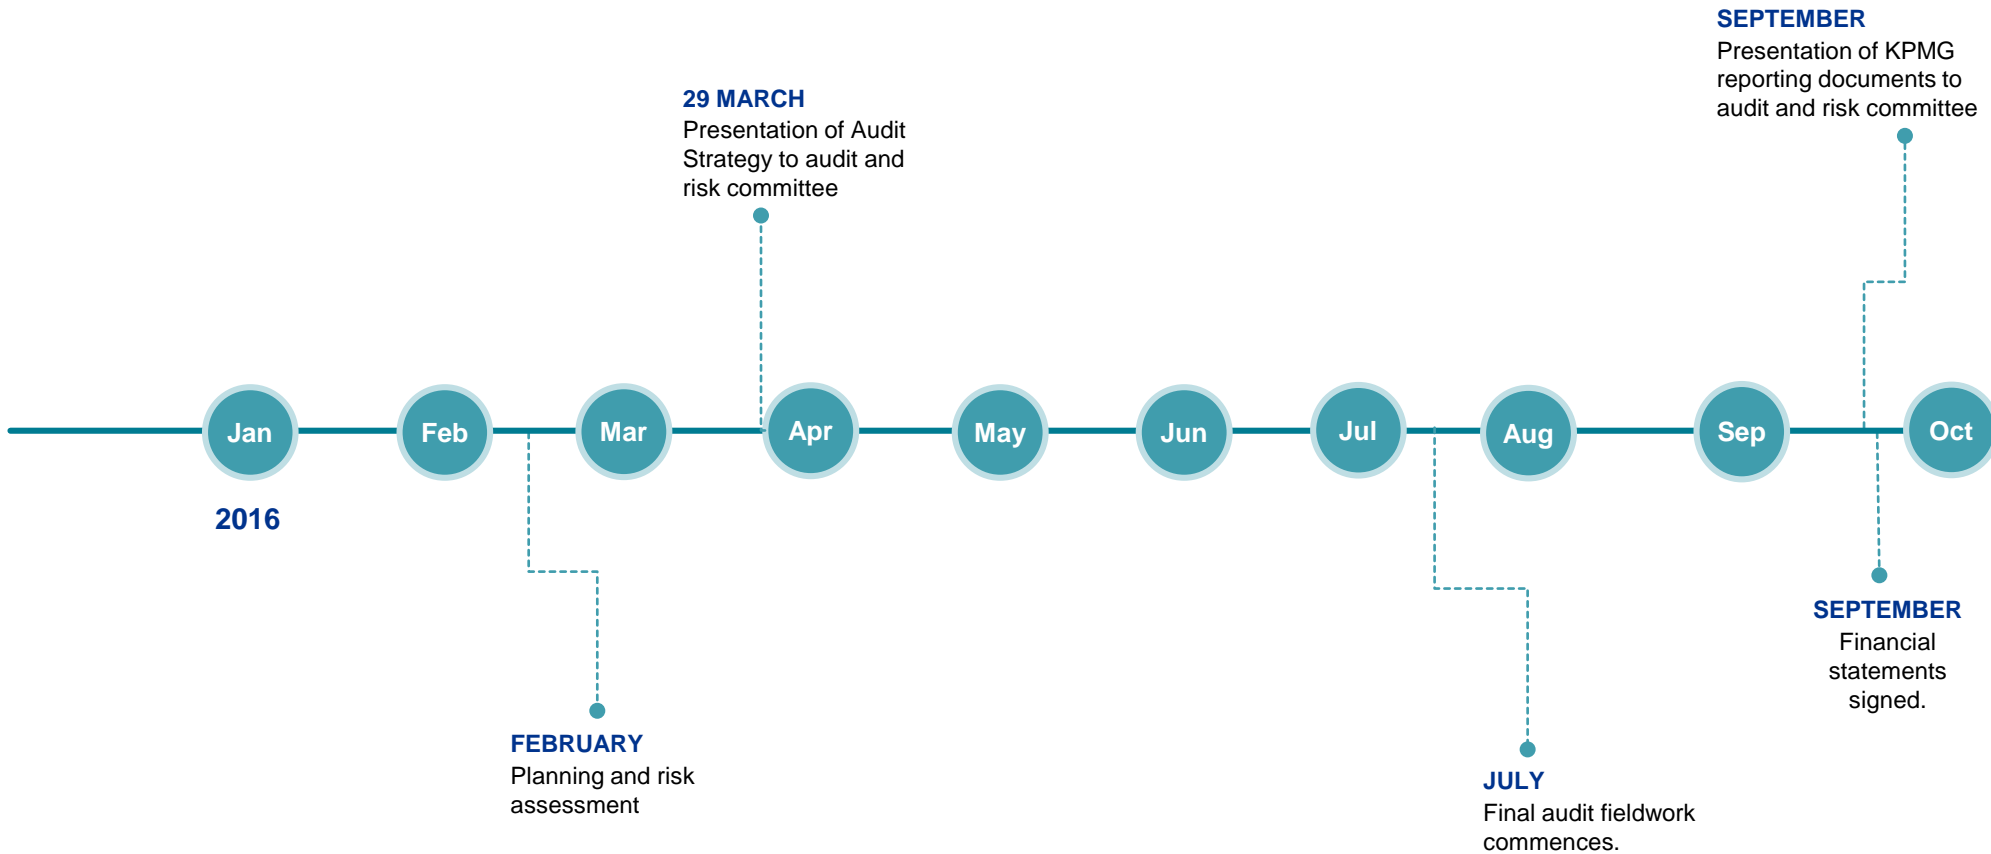 SEPTEMBER
Presentation of KPMG
reporting documents to
audit and risk committee
29 MARCH
Presentation of Audit
Strategy to audit and
risk committee
Jan
Feb
Mar
Apr
May
Jun
Jul
Aug
Sep
Oct
2016
FEBRUARY
Planning and risk
assessment
JULY
Final audit fieldwork
commences.
SEPTEMBER
Financial
statements
signed.